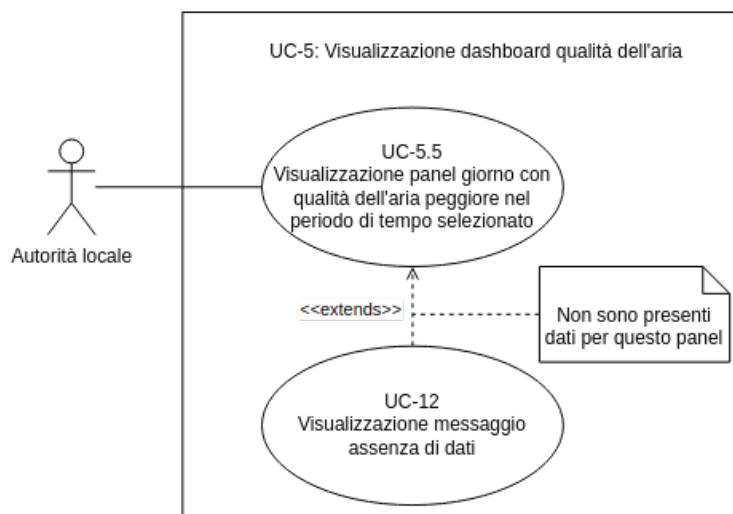 UC-5: Visualizzazione dashboard qualità dell'aria
UC-5.5
Visualizzazione panel giorno con
qualità dell'aria peggiore nel
periodo di tempo selezionato
Autorità locale
<<extends>>
Non sono presenti
dati per questo panel
UC-12
Visualizzazione messaggio
assenza di dati